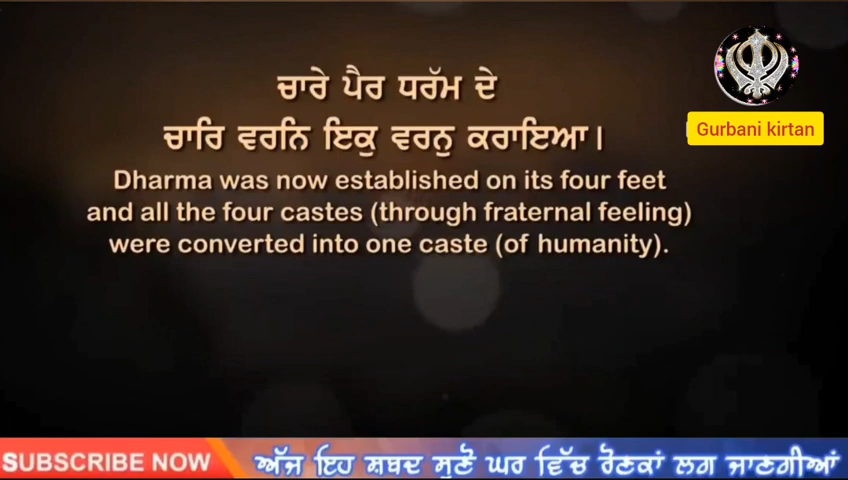 ਚਾਰੇ ਪੈਰ ਧਰੱਮ ਦੇ
ਚਾਰਿ ਵਰਨਿ ਇਕੁ ਵਰਨੁ ਕਰਾਇਆ।
Dharma was now established on its four feet
and all the four castes (through fraternal feeling)
were converted into one caste (of humanity).
Gurbani kirtan
SUBSCRIBE NOW
ਅੱਜ ਇਹ ਸ਼ਬਦ ਸੁਣੋ ਘਰ ਵਿੱਚ ਰੋਣਕਾਂ ਲਗ ਜਾਣਗੀਆਂ